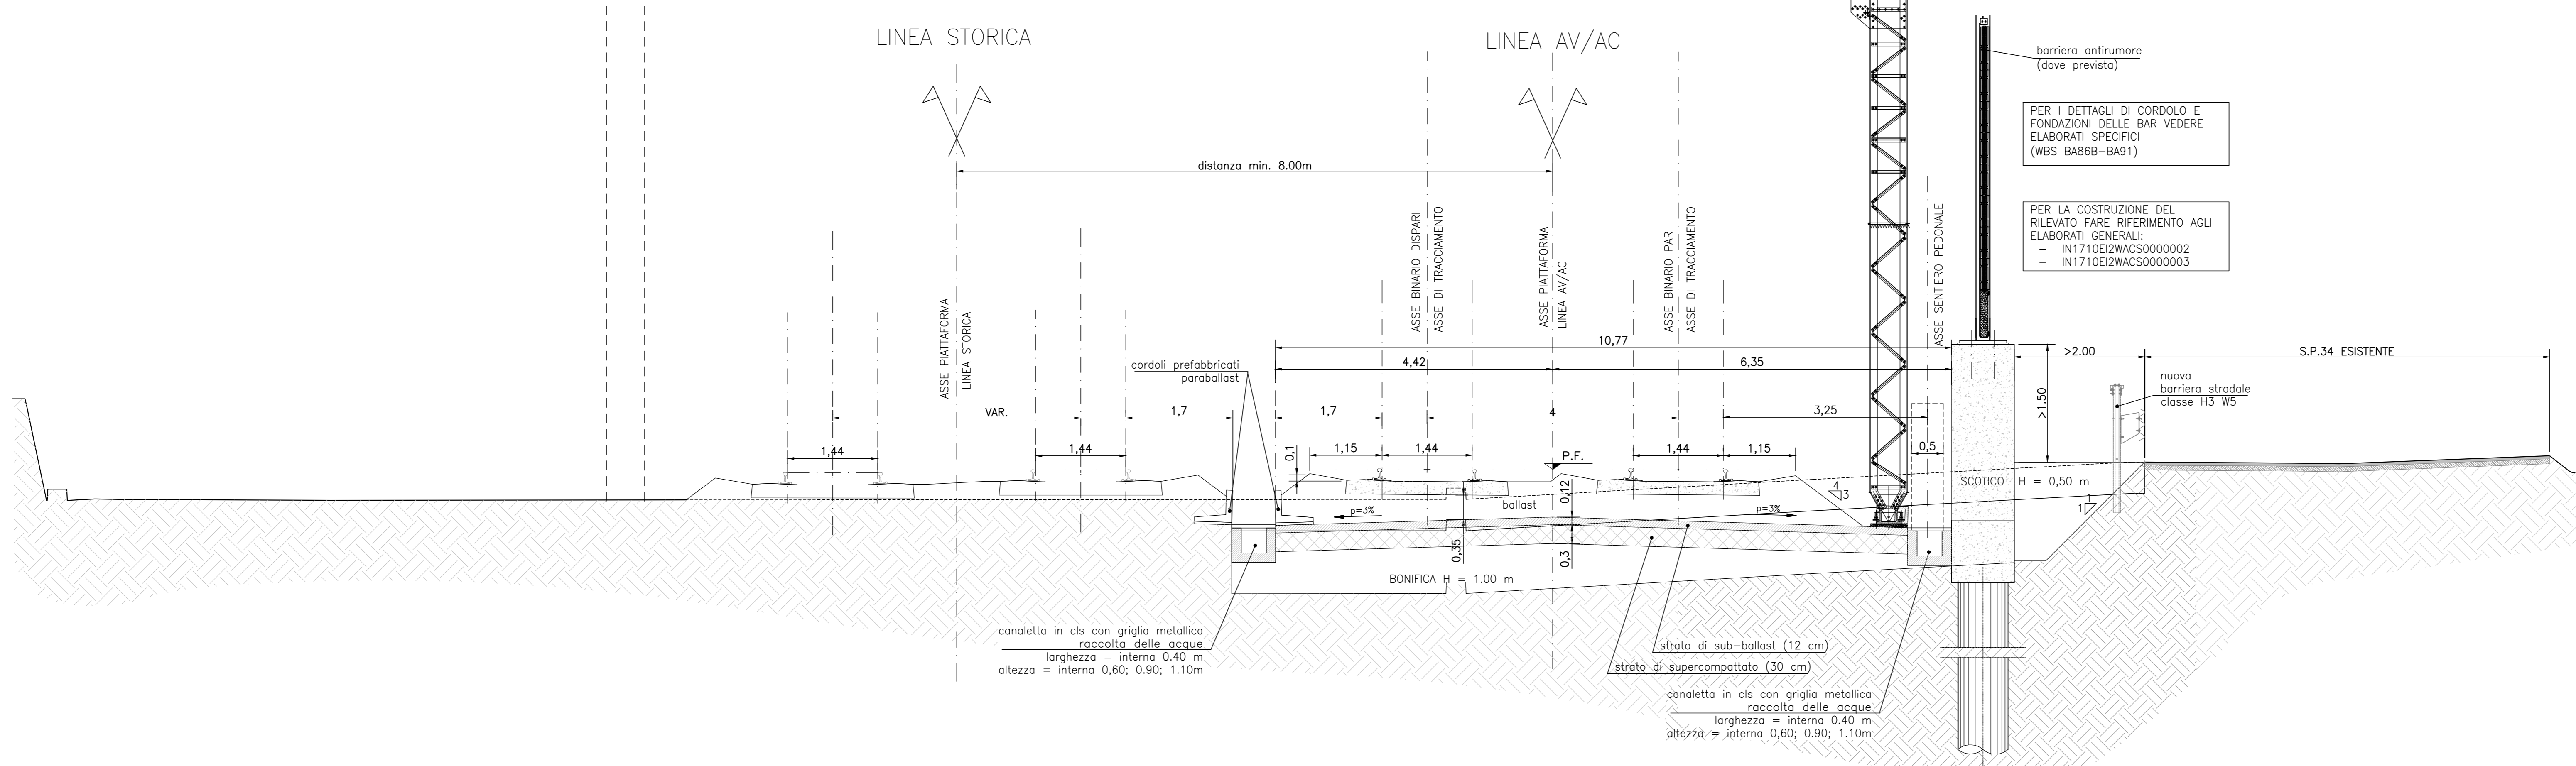 LINEA STORICA
LINEA AV/AC
barriera antirumore
(dove prevista)
PER I DETTAGLI DI CORDOLO E
FONDAZIONI DELLE BAR VEDERE
ELABORATI SPECIFICI
(WBS BA86B-BA91)
distanza min. 8.00m
PER LA COSTRUZIONE DEL
RILEVATO FARE RIFERIMENTO AGLI
ELABORATI GENERALI:
- IN1710EI2WACS0000002
- IN1710EI2WACS0000003
ASSE PIATTAFORMA
LINEA STORICA
ASSE BINARIO DISPARI
ASSE DI TRACCIAMENTO
ASSE PIATTAFORMA
LINEA AV/AC
ASSE BINARIO PARI
ASSE DI TRACCIAMENTO
ASSE SENTIERO PEDONALE
10,77
4,42
6,35
>2.00
S.P.34 ESISTENTE
cordoli prefabbricati
paraballast
nuova
barriera stradale
classe H3 W5
>1.50
VAR.
1,7
1,7
4
3,25
1,44
1,44
0,1
1,15
1,44
1,44
1,15
0,5
P.F.
SCOTICO H = 0,50 m
4
3
1
1
p=3%
ballast
0,12
p=3%
0,35
0,3
BONIFICA H = 1.00 m
canaletta in cls con griglia metallica
raccolta delle acque
larghezza = interna 0.40 m
altezza = interna 0,60; 0.90; 1.10m
strato di sub-ballast (12 cm)
strato di supercompattato (30 cm)
canaletta in cls con griglia metallica
raccolta delle acque
larghezza = interna 0.40 m
altezza = interna 0,60; 0.90; 1.10m